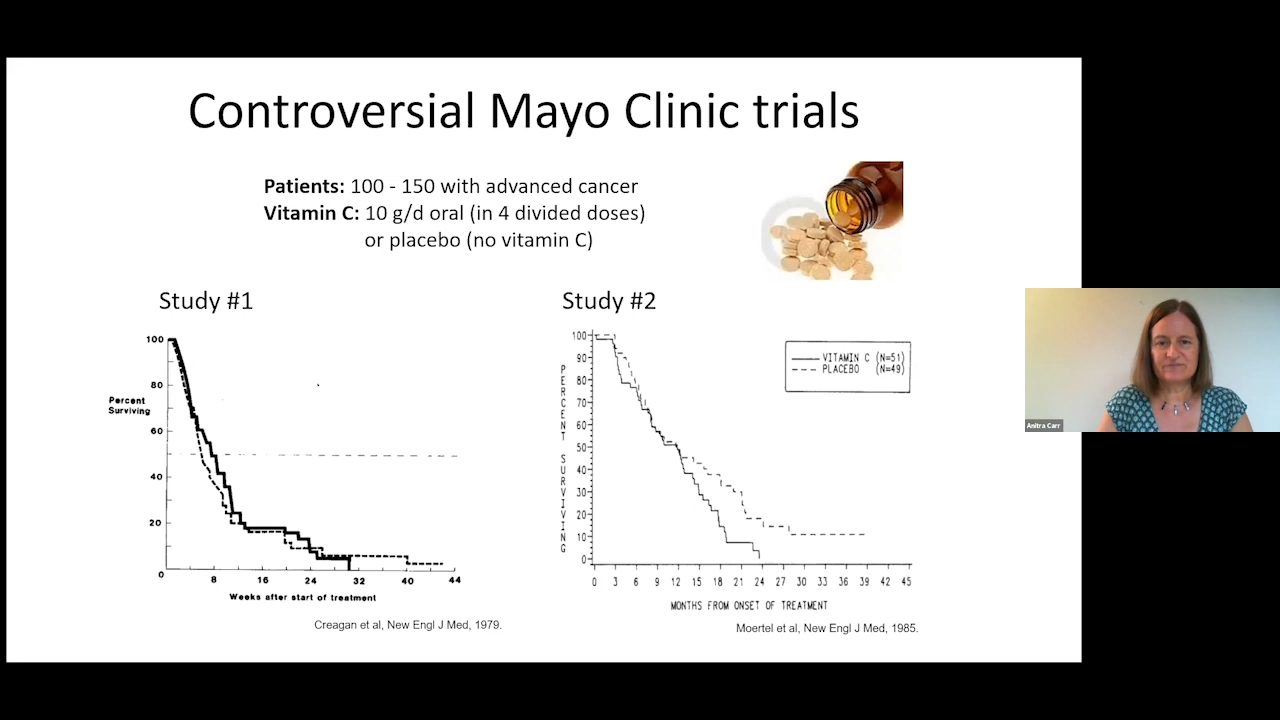 Controversial Mayo Clinic trials
Patients: 100 - 150 with advanced cancer
Vitamin C: 10 g/d oral (in 4 divided doses)
or placebo (no vitamin C)
Study #1
100
80
60
40
20
0
Percent
Surviving
8
16
24
32
40
44
Weeks after start of treatment
Creagan et al, New Engl J Med, 1979.
Study #2
PERCENT SURVIVING
100
90
80
70
60
50
40
30
20
10
0
VITAMIN C (N=51)
PLACEBO (N=49)
0 3 6 9 12 15 18 21 24 27 30 33 36 39 42 45
MONTHS FROM ONSET OF TREATMENT
Moertel et al, New Engl J Med, 1985.
Anitra Carr